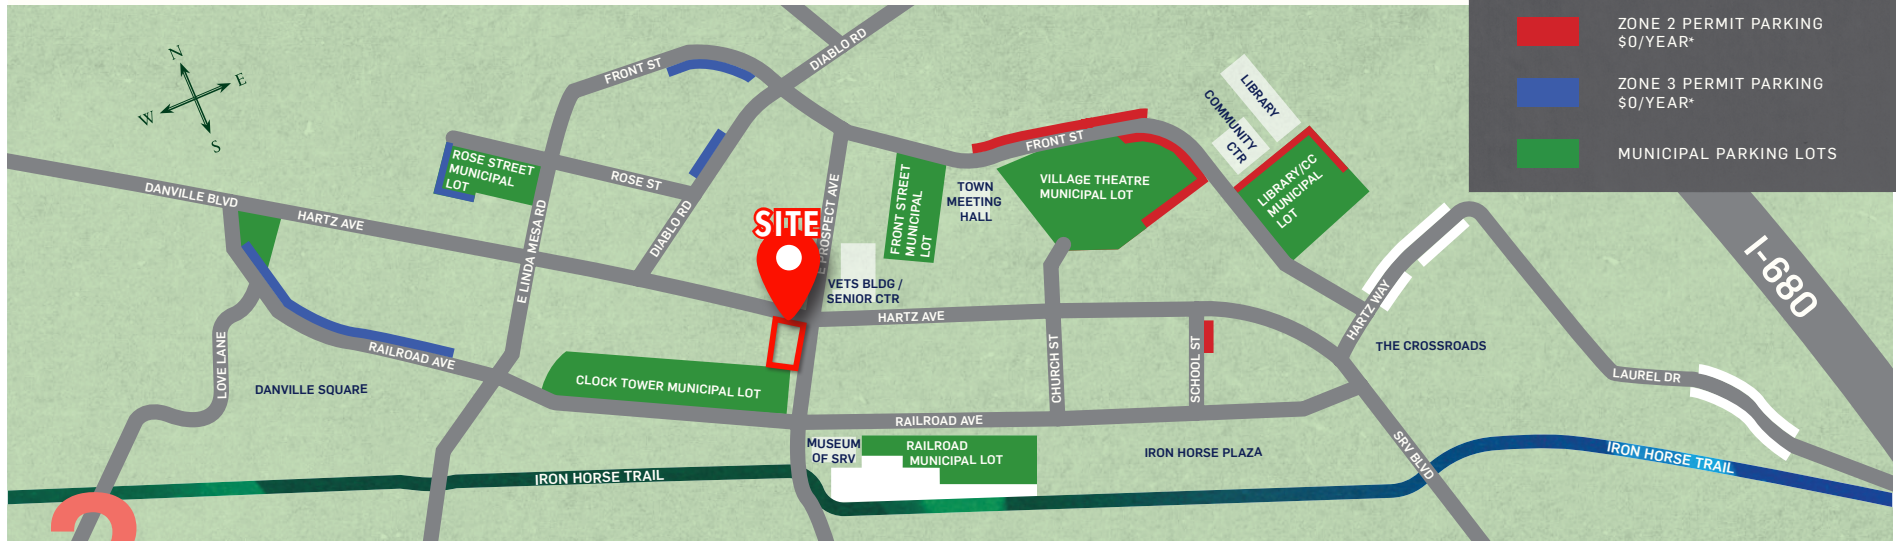 ZONE 2 PERMIT PARKING
$0/YEAR*
ZONE 3 PERMIT PARKING
$0/YEAR*
MUNICIPAL PARKING LOTS
N
E
W
S
FRONT ST
DIABLO RD
LIBRARY
COMMUNITY
CTR
FRONT ST
ROSE STREET
MUNICIPAL
LOT
ROSE ST
DANVILLE BLVD
HARTZ AVE
E LINDA MESA RD
DIABLO RD
SITE
E PROSPECT AVE
FRONT STREET
MUNICIPAL
LOT
TOWN
MEETING
HALL
VILLAGE THEATRE
MUNICIPAL LOT
LIBRARY/CC
MUNICIPAL
LOT
I-680
VETS BLDG /
SENIOR CTR
HARTZ AVE
HARTZ WAY
THE CROSSROADS
LAUREL DR
LOVE LANE
RAILROAD AVE
DANVILLE SQUARE
CLOCK TOWER MUNICIPAL LOT
CHURCH ST
SCHOOL ST
RAILROAD AVE
MUSEUM
OF SRV
RAILROAD
MUNICIPAL LOT
IRON HORSE PLAZA
SRV BLVD
IRON HORSE TRAIL
IRON HORSE TRAIL
2